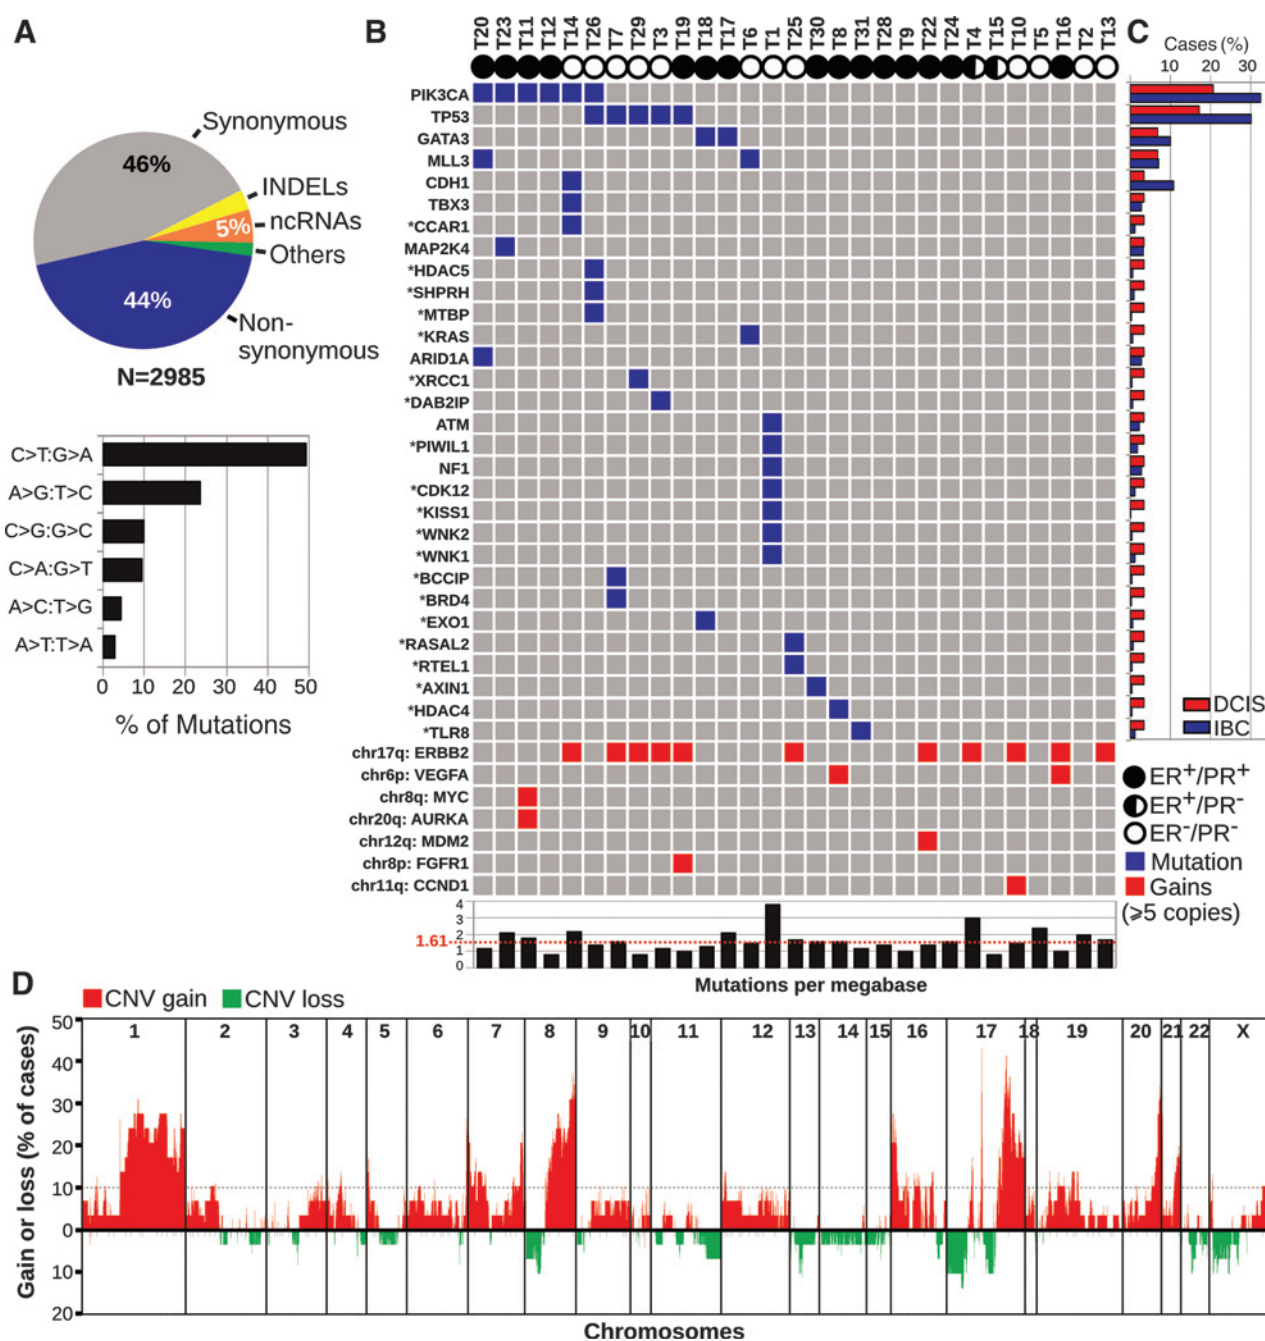 A
Synonymous
46%
INDELs
ncRNAs
5%
Others
44%
Non-
synonymous
N=2985
C>T:G>A
A>G:T>C
C>G:G>C
C>A:G>T
A>C:T>G
A>T:T>A
0 10 20 30 40 50
% of Mutations
B
T20 T23 T11 T12 T14 T26 T7 T29 T3 T19 T18 T17 T6 T1 T25 T30 T8 T31 T28 T9 T22 T24 T4 T15 T10 T5 T16 T2 T13
PIK3CA
TP53
GATA3
MLL3
CDH1
TBX3
*CCAR1
MAP2K4
*HDAC5
*SHPRH
*MTBP
*KRAS
ARID1A
*XRCC1
*DAB2IP
ATM
*PIWIL1
NF1
*CDK12
*KISS1
*WNK2
*WNK1
*BCCIP
*BRD4
*EXO1
*RASAL2
*RTEL1
*AXIN1
*HDAC4
*TLR8
chr17q: ERBB2
chr6p: VEGFA
chr8q: MYC
chr20q: AURKA
chr12q: MDM2
chr8p: FGFR1
chr11q: CCND1
4
3
2
1.61
1
0
Mutations per megabase
C
Cases (%)
0 10 20 30
DCIS
IBC
ER+/PR+
ER+/PR-
ER-/PR-
Mutation
Gains
(⩾5 copies)
D
CNV gain CNV loss
1 2 3 4 5 6 7 8 9 10 11 12 13 14 15 16 17 18 19 20 21 22 X
Gain or loss (% of cases)
50
40
30
20
10
0
10
20
Chromosomes